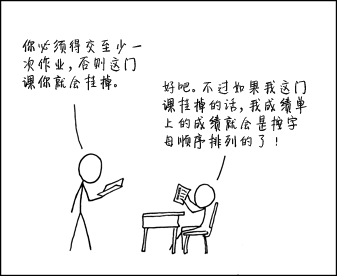 你必须得交至少一
次作业，否则这门
课你就会挂掉。
好吧。不过如果我这门
课挂掉的话，我成绩单
上的成绩就会是按字
母顺序排列的了！